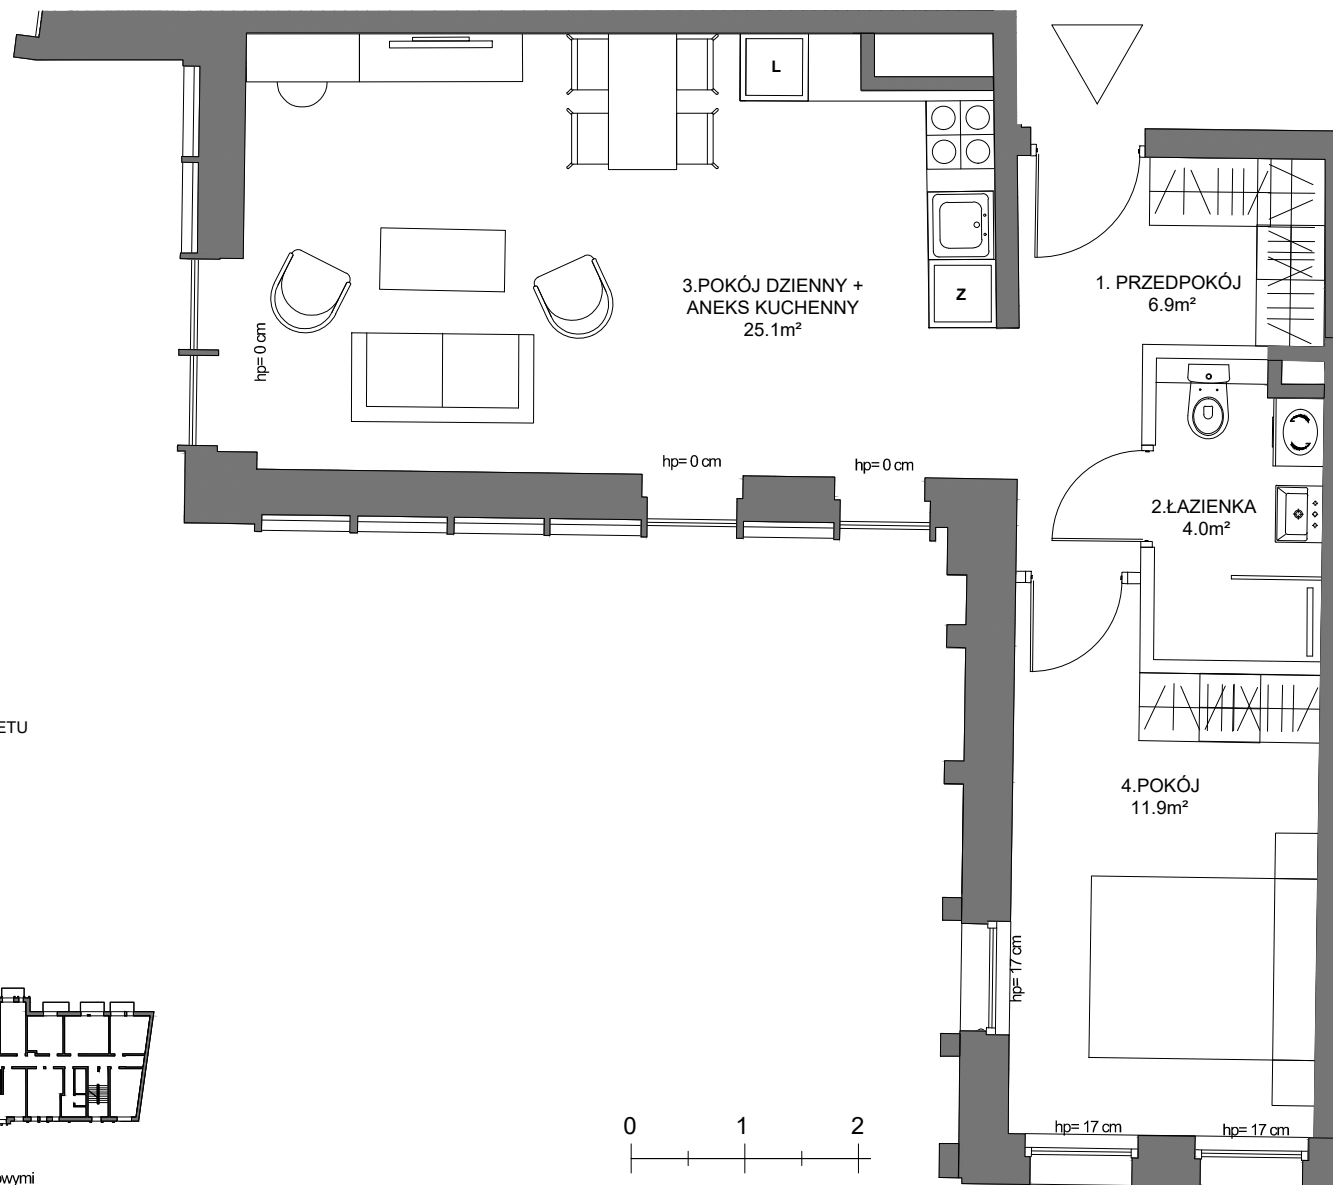 L
Z
3.POKÓJ DZIENNY +
ANEKS KUCHENNY
25.1m²
1. PRZEDPOKÓJ
6.9m²
hp= 0 cm
hp= 0 cm
hp= 0 cm
2.ŁAZIENKA
4.0m²
ETU
4.POKÓJ
11.9m²
hp= 17 cm
hp= 17 cm
hp= 17 cm
0 1 2
owymi